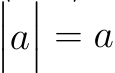 |a| = a